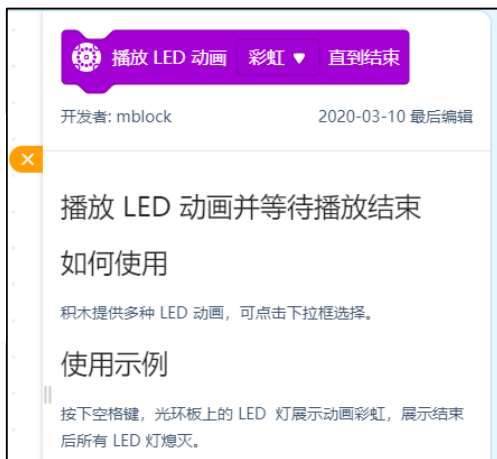 播放 LED 动画 彩虹 ▼ 直到结束
开发者: mblock 2020-03-10 最后编辑
播放 LED 动画并等待播放结束
如何使用
积木提供多种 LED 动画，可点击下拉框选择。
使用示例
按下空格键，光环板上的 LED 灯展示动画彩虹，展示结束
后所有 LED 灯熄灭。